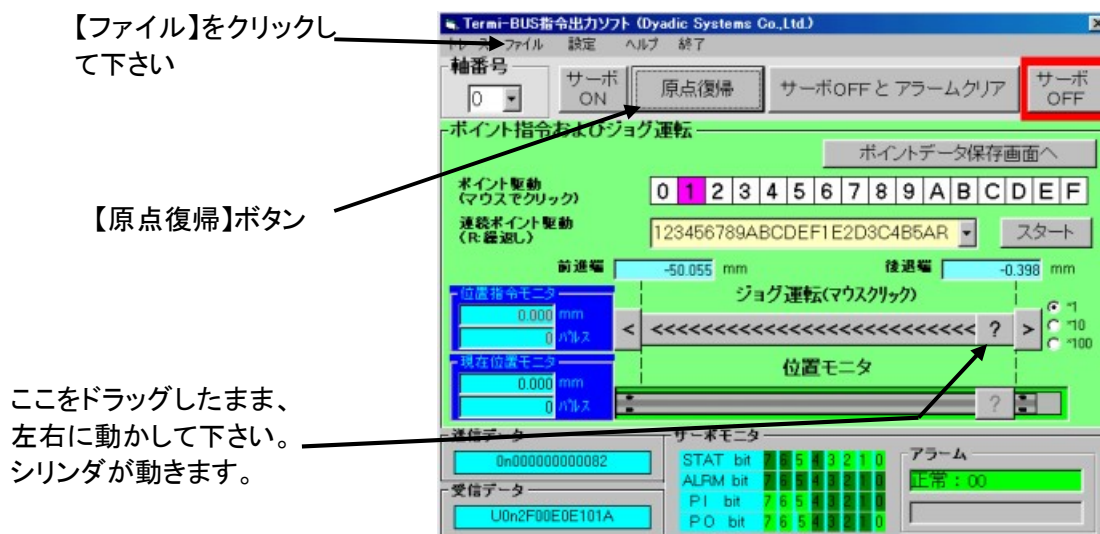 【ファイル】をクリックし
て下さい
【原点復帰】ボタン
ここをドラッグしたまま、
左右に動かして下さい。
シリンダが動きます。
Termi-BUS指令出力ソフト (Dyadic Systems Co.,Ltd.)
トレース ファイル 設定 ヘルプ 終了
軸番号
0
サーボ
ON
原点復帰
サーボOFFと アラームクリア
サーボ
OFF
ポイント指令およびジョグ運転
ポイントデータ保存画面へ
ポイント駆動
(マウスでクリック)
0 1 2 3 4 5 6 7 8 9 A B C D E F
連続ポイント駆動
(R:繰返し)
123456789ABCDEF1E2D3C4B5AR
スタート
前進端 -50.055 mm 後退端 -0.398 mm
ジョグ運転(マウスクリック)
位置指令モニタ
0.000 mm
0 パルス
< <<<<<<<<<<<<<<<<<<<<<<<<<< ? >
*1
*10
*100
現在位置モニタ
0.000 mm
0 パルス
位置モニタ
?
送信データ
0n000000000082
受信データ
U0n2F00E0E101A
サーボモニタ
STAT bit 7 6 5 4 3 2 1 0
ALRM bit 7 6 5 4 3 2 1 0
PI bit 7 6 5 4 3 2 1 0
PO bit 7 6 5 4 3 2 1 0
アラーム
正常：00